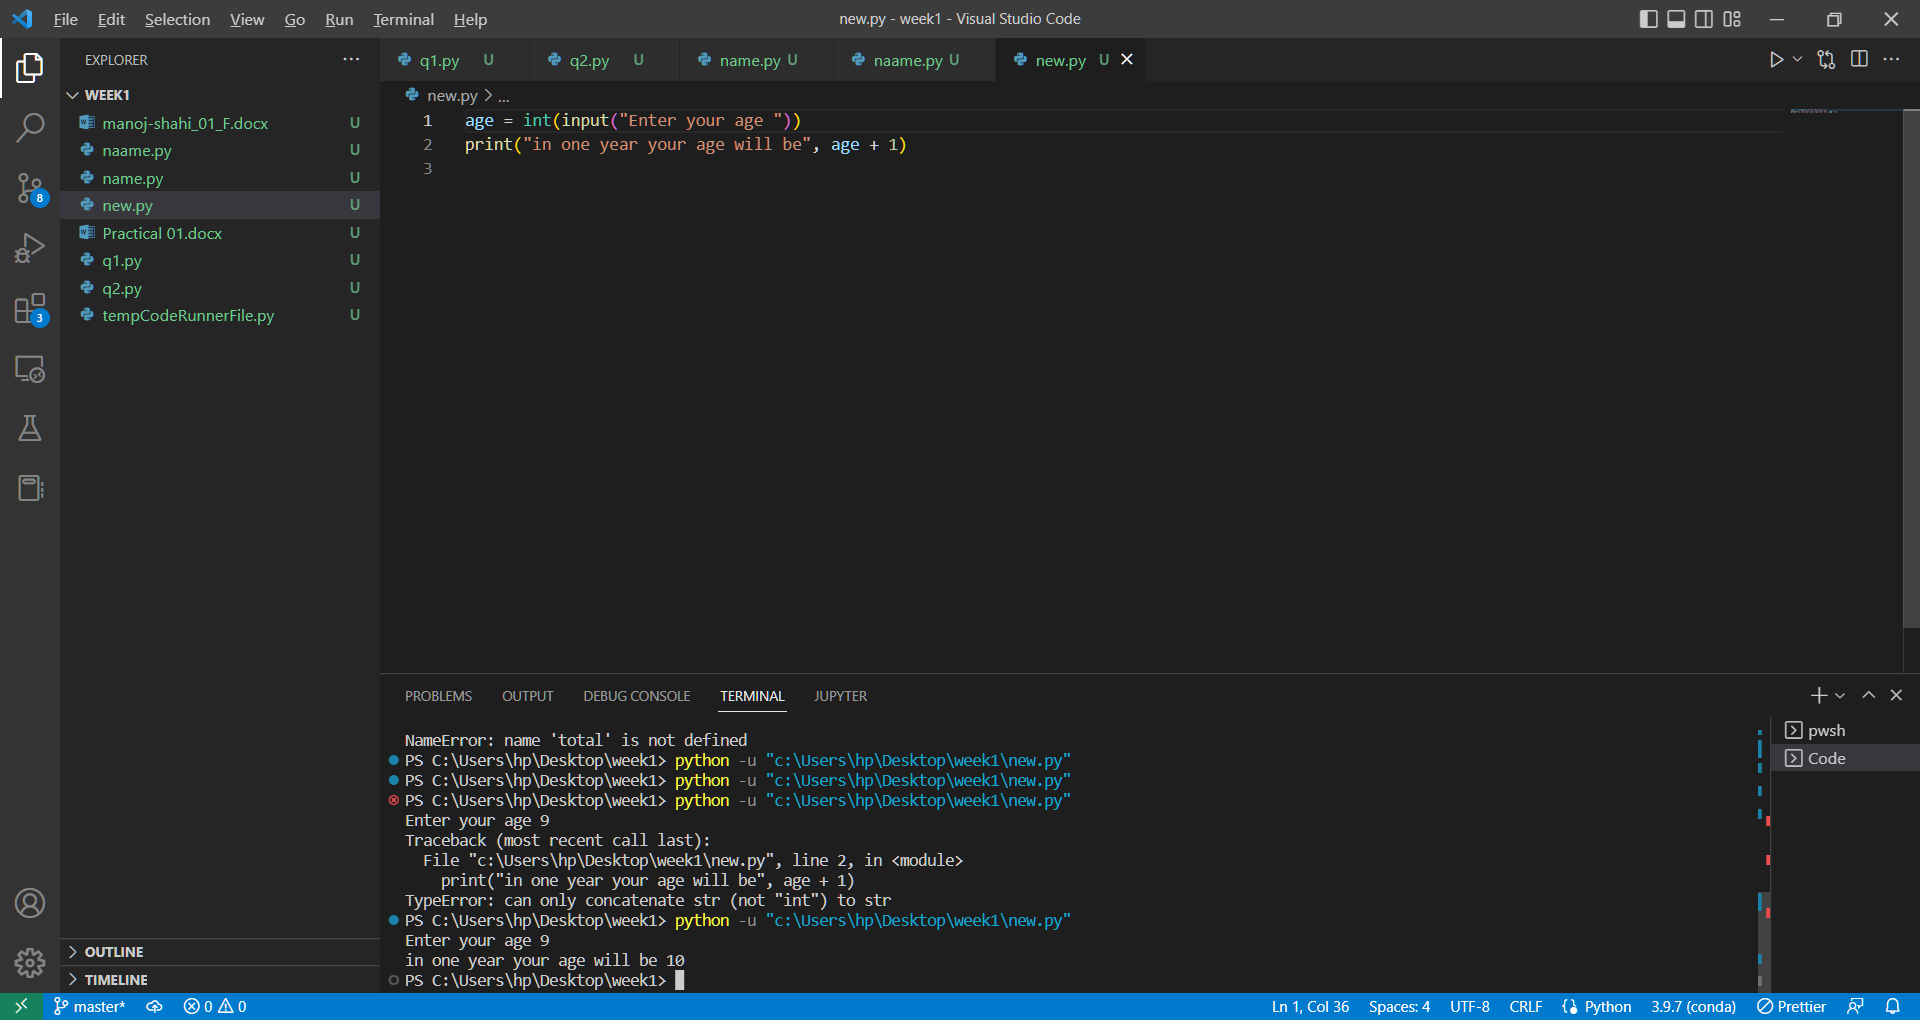 File Edit Selection View Go Run Terminal Help
new.py - week1 - Visual Studio Code
EXPLORER
q1.py U
q2.py U
name.py U
naame.py U
new.py U
WEEK1
manoj-shahi_01_F.docx U
naame.py U
name.py U
new.py U
Practical 01.docx U
q1.py U
q2.py U
tempCodeRunnerFile.py U
8
3
new.py > ...
1 age = int(input("Enter your age "))
2 print("in one year your age will be", age + 1)
3
PROBLEMS OUTPUT DEBUG CONSOLE TERMINAL JUPYTER
NameError: name 'total' is not defined
PS C:\Users\hp\Desktop\week1> python -u "c:\Users\hp\Desktop\week1\new.py"
PS C:\Users\hp\Desktop\week1> python -u "c:\Users\hp\Desktop\week1\new.py"
PS C:\Users\hp\Desktop\week1> python -u "c:\Users\hp\Desktop\week1\new.py"
Enter your age 9
Traceback (most recent call last):
  File "c:\Users\hp\Desktop\week1\new.py", line 2, in <module>
    print("in one year your age will be", age + 1)
TypeError: can only concatenate str (not "int") to str
PS C:\Users\hp\Desktop\week1> python -u "c:\Users\hp\Desktop\week1\new.py"
Enter your age 9
in one year your age will be 10
PS C:\Users\hp\Desktop\week1>
pwsh
Code
OUTLINE
TIMELINE
master* 0 0
Ln 1, Col 36 Spaces: 4 UTF-8 CRLF Python 3.9.7 (conda) Prettier